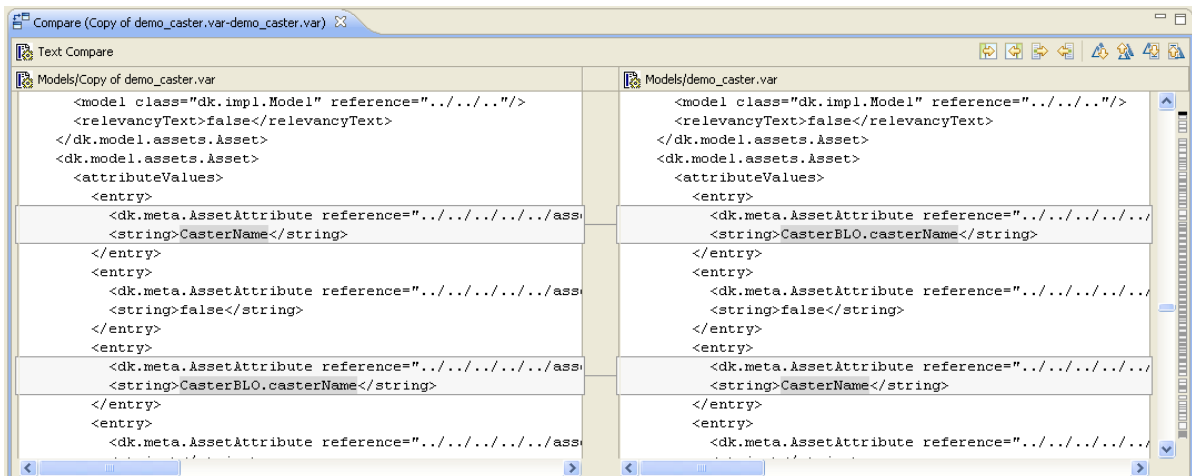 Compare (Copy of demo_caster.var-demo_caster.var)
Text Compare
Models/Copy of demo_caster.var
<model class="dk.impl.Model" reference="../../.."/>
<relevancyText>false</relevancyText>
</dk.model.assets.Asset>
<dk.model.assets.Asset>
<attributeValues>
<entry>
<dk.meta.AssetAttribute reference="../../../../../ass
<string>CasterName</string>
</entry>
<entry>
<dk.meta.AssetAttribute reference="../../../../../ass
<string>false</string>
</entry>
<entry>
<dk.meta.AssetAttribute reference="../../../../../ass
<string>CasterBLO.casterName</string>
</entry>
<entry>
<dk.meta.AssetAttribute reference="../../../../../ass
Models/demo_caster.var
<model class="dk.impl.Model" reference="../../.."/>
<relevancyText>false</relevancyText>
</dk.model.assets.Asset>
<dk.model.assets.Asset>
<attributeValues>
<entry>
<dk.meta.AssetAttribute reference="../../../../../
<string>CasterBLO.casterName</string>
</entry>
<entry>
<dk.meta.AssetAttribute reference="../../../../../
<string>false</string>
</entry>
<entry>
<dk.meta.AssetAttribute reference="../../../../../
<string>CasterName</string>
</entry>
<entry>
<dk.meta.AssetAttribute reference="../../../../../